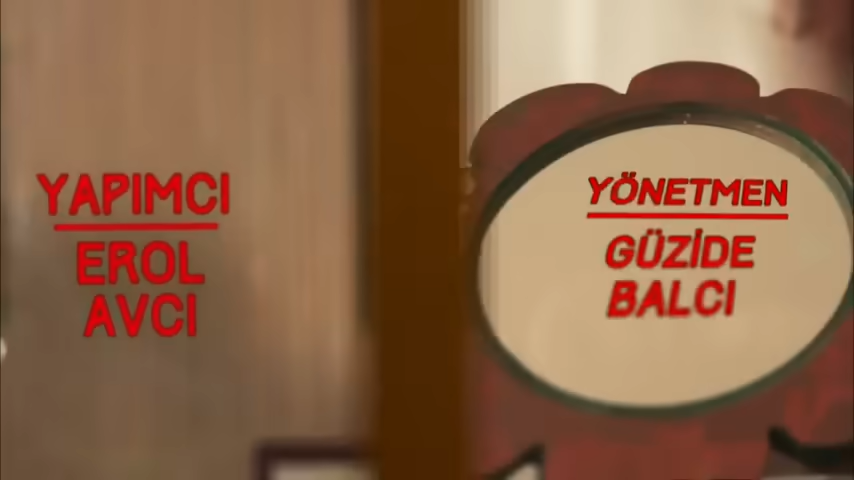 YAPIMCI
EROL
AVCI
YÖNETMEN
GÜZİDE
BALCI